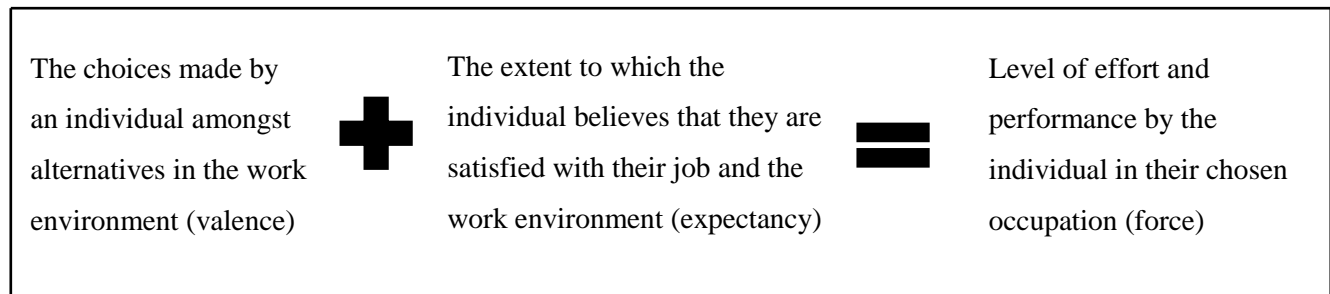 The choices made by
an individual amongst
alternatives in the work
environment (valence)
The extent to which the
individual believes that they are
satisfied with their job and the
work environment (expectancy)
Level of effort and
performance by the
individual in their chosen
occupation (force)